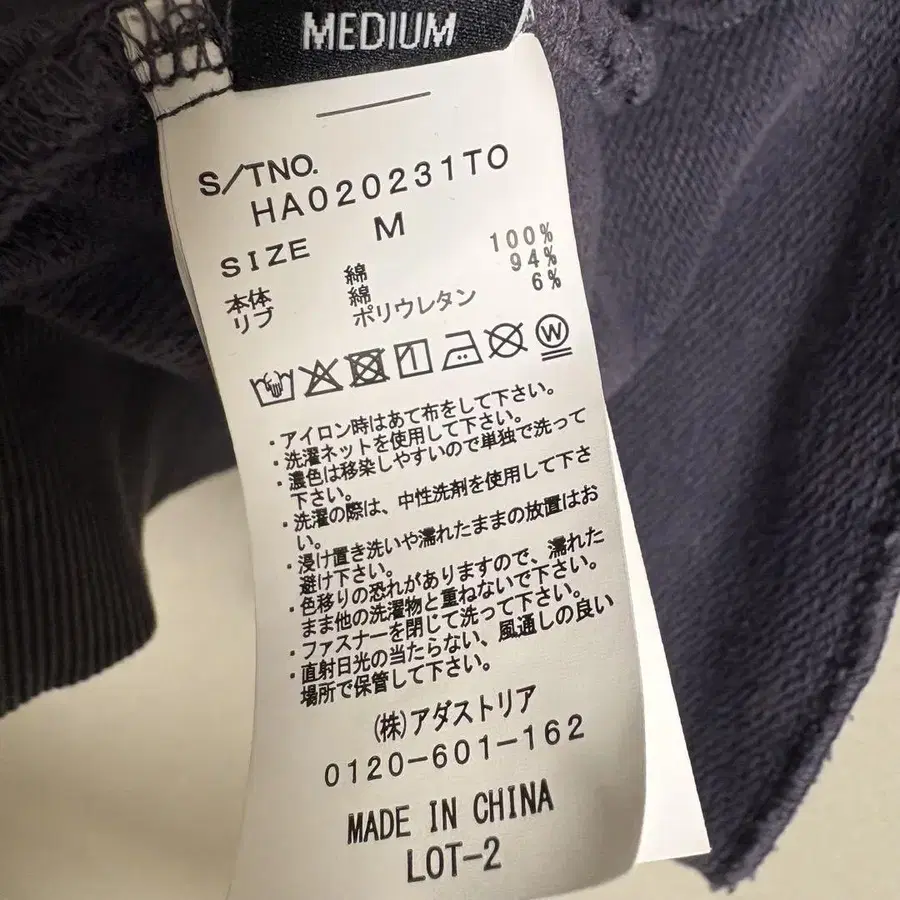 MEDIUM
S/TNO.
HA020231TO
SIZE M
本体 綿 100%
リブ 綿 94%
ポリウレタン 6%
W
・アイロン時はあて布をして下さい。
・洗濯ネットを使用して下さい。
・濃色は移染しやすいので単独で洗って
下さい。
・洗濯の際は、中性洗剤を使用して下さ
い。
・浸け置き洗いや濡れたままの放置はお
避け下さい。
・色移りの恐れがありますので、濡れた
まま他の洗濯物と重ねないで下さい。
・ファスナーを閉じて洗って下さい。
・直射日光の当たらない、風通しの良い
場所で保管して下さい。
(株)アダストリア
0120-601-162
MADE IN CHINA
LOT-2